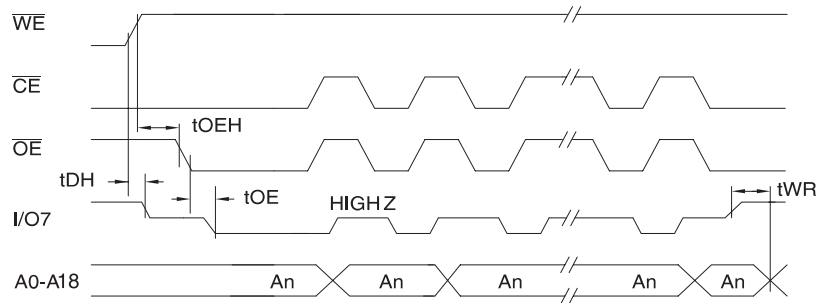 WE
CE
tOEH
OE
tDH
tOE
tWR
I/O7
HIGH Z
A0-A18 An An An An An